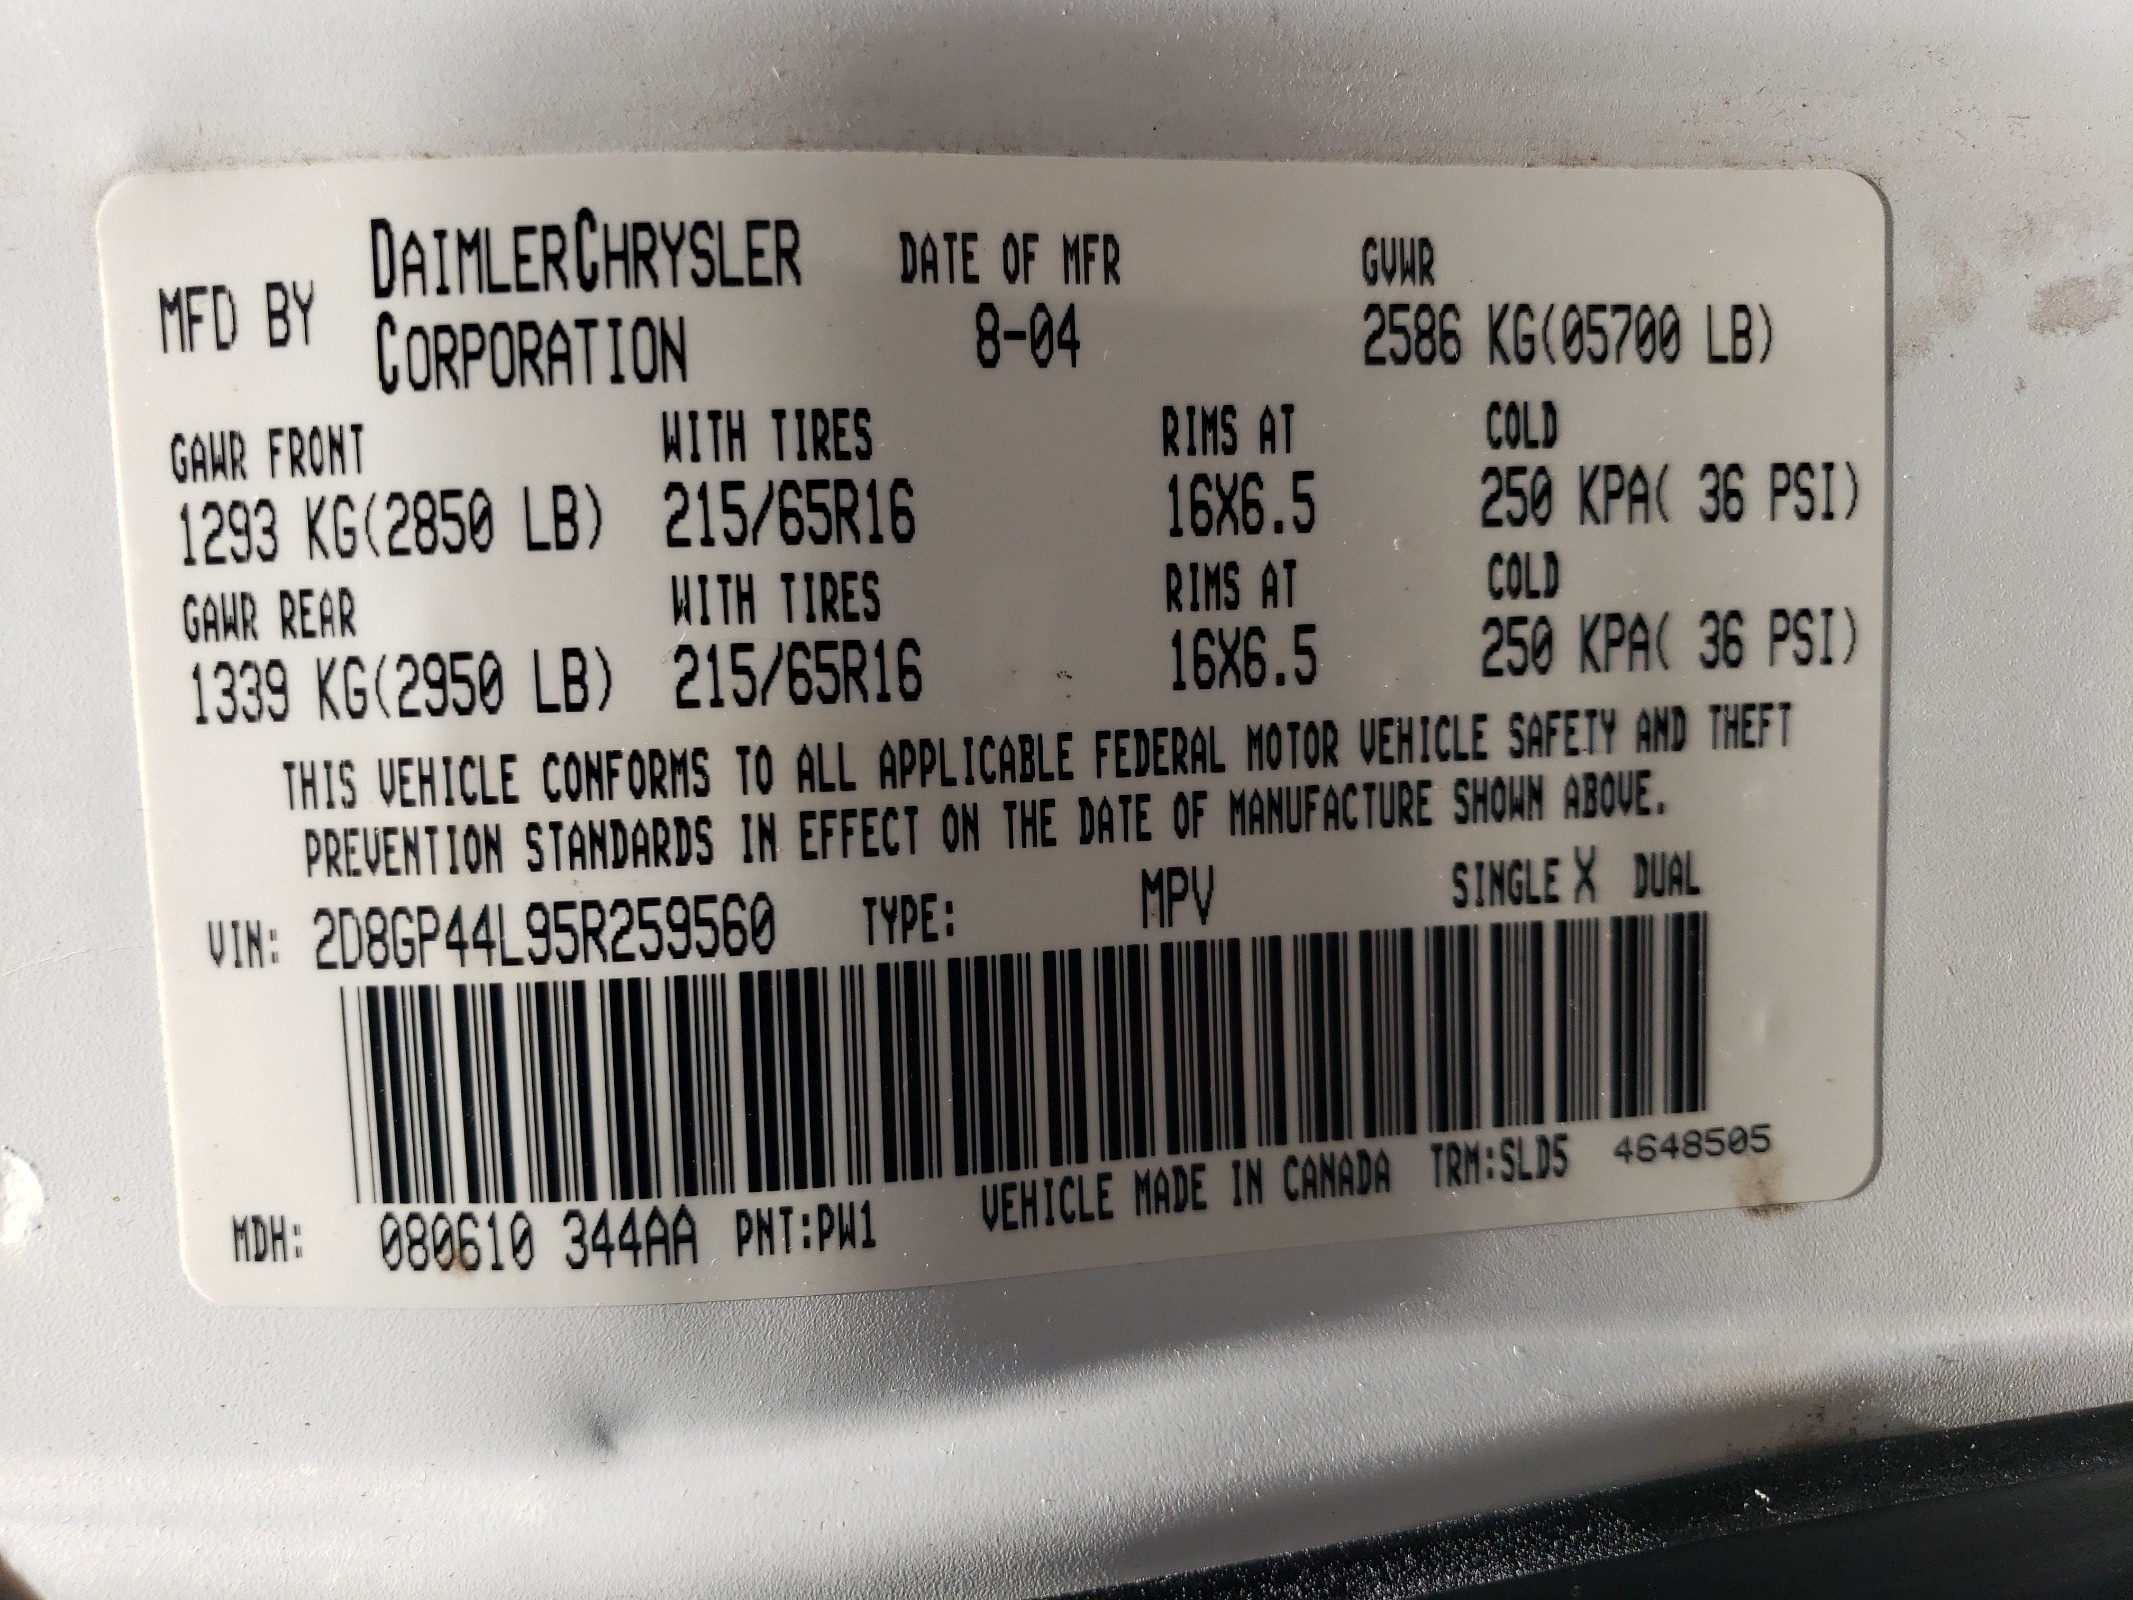 MFD BY DAIMLERCHRYSLER CORPORATION DATE OF MFR 8-04 GVWR 2586 KG(05700 LB)
GAWR FRONT WITH TIRES RIMS AT COLD
1293 KG(2850 LB) 215/65R16 16X6.5 250 KPA( 36 PSI)
GAWR REAR WITH TIRES RIMS AT COLD
1339 KG(2950 LB) 215/65R16 16X6.5 250 KPA( 36 PSI)
THIS VEHICLE CONFORMS TO ALL APPLICABLE FEDERAL MOTOR VEHICLE SAFETY AND THEFT
PREVENTION STANDARDS IN EFFECT ON THE DATE OF MANUFACTURE SHOWN ABOVE.
VIN: 2D8GP44L95R259560 TYPE: MPV SINGLE X DUAL
MDH: 080610 344AA PNT:PW1 VEHICLE MADE IN CANADA TRM:SLD5 4648505